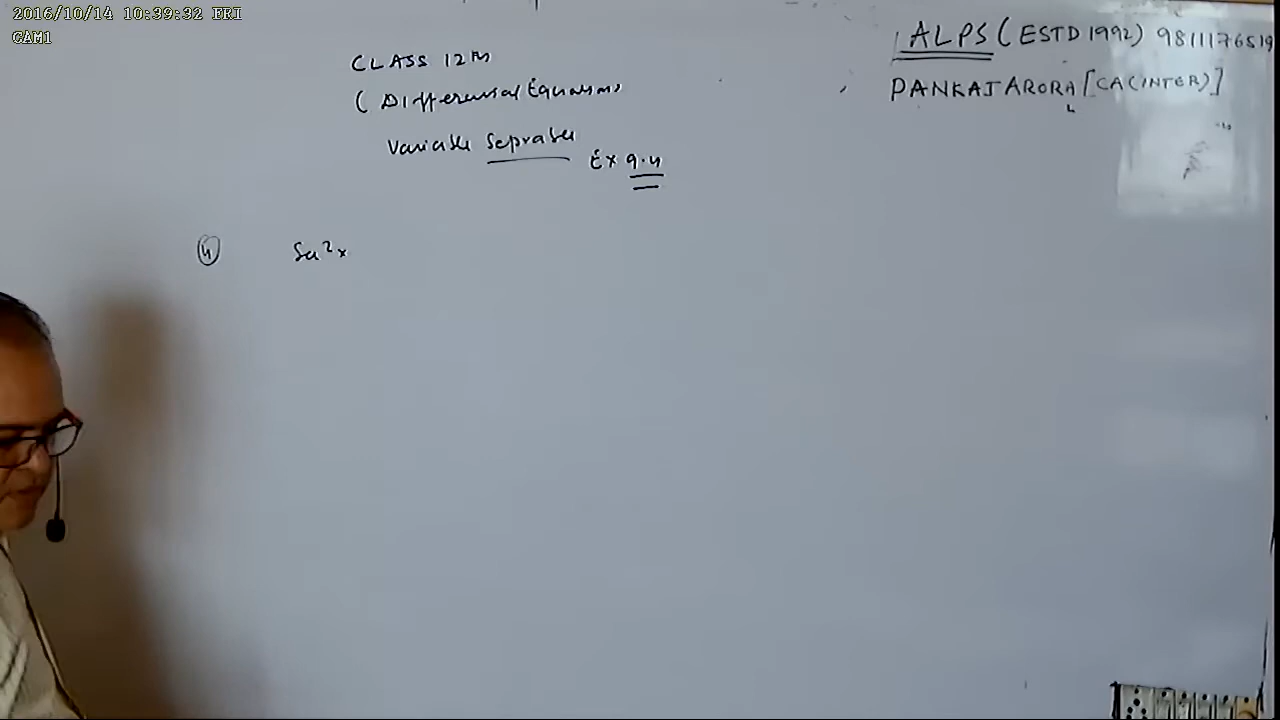 2016/10/14 10:39:32 FRI
CAM1
ALPS (ESTD 1992) 9811176519
PANKAJ ARORA [CA(INTER)]
CLASS 12th
( Differential Equations
Variable Seprable
Ex 9.4
4 Sec²x